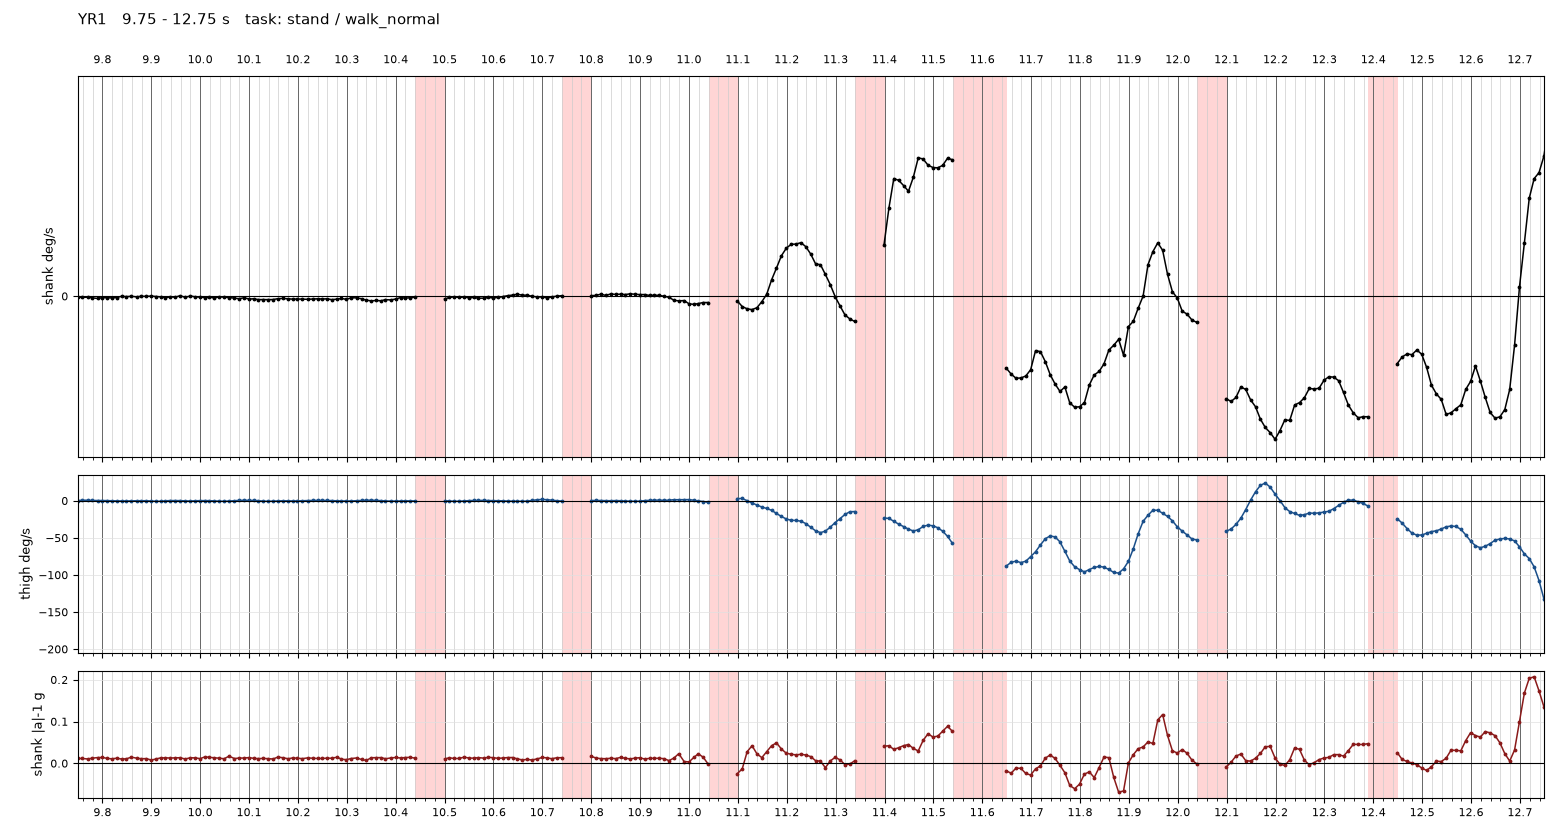 YR1   9.75 - 12.75 s   task: stand / walk_normal
9.8 9.9 10.0 10.1 10.2 10.3 10.4 10.5 10.6 10.7 10.8 10.9 11.0 11.1 11.2 11.3 11.4 11.5 11.6 11.7 11.8 11.9 12.0 12.1 12.2 12.3 12.4 12.5 12.6 12.7
shank deg/s
0
thigh deg/s
0
−50
−100
−150
−200
shank |a|-1 g
0.2
0.1
0.0
9.8 9.9 10.0 10.1 10.2 10.3 10.4 10.5 10.6 10.7 10.8 10.9 11.0 11.1 11.2 11.3 11.4 11.5 11.6 11.7 11.8 11.9 12.0 12.1 12.2 12.3 12.4 12.5 12.6 12.7